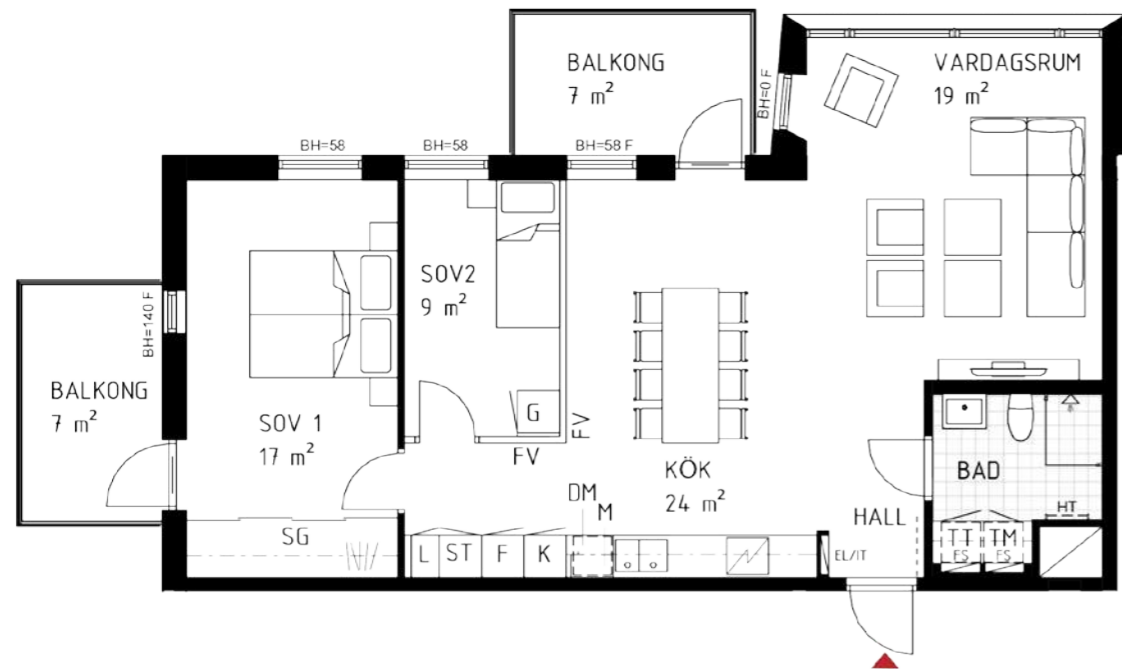 BALKONG
7 m²
BH=0 F
VARDAGSRUM
19 m²
BH=58
BH=58
BH=58 F
SOV2
9 m²
BH=140 F
BALKONG
7 m²
SOV 1
17 m²
G
FV
FV
KÖK
24 m²
DM
M
BAD
HALL
HT
SG
L
ST
F
K
EL/IT
TT
TM
FS
FS